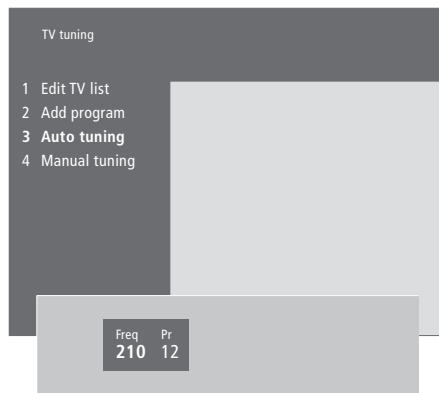 TV tuning
1 Edit TV list
2 Add program
3 Auto tuning
4 Manual tuning
Freq Pr
210 12